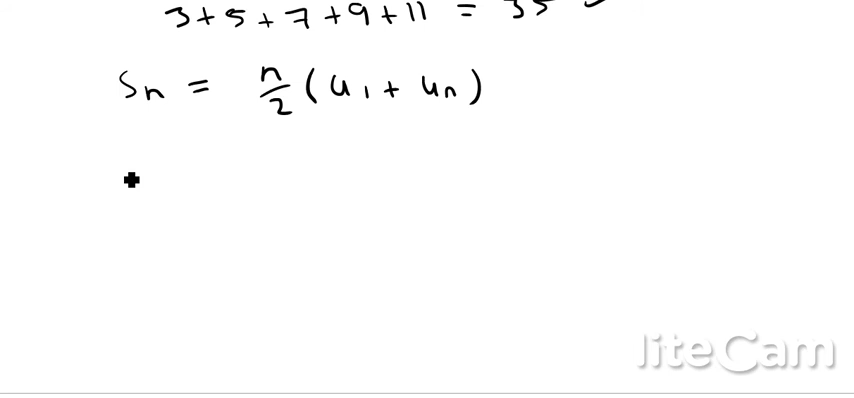 3+5+7+9+11 = 35
Sn = n/2 (u1 + un)
liteCam